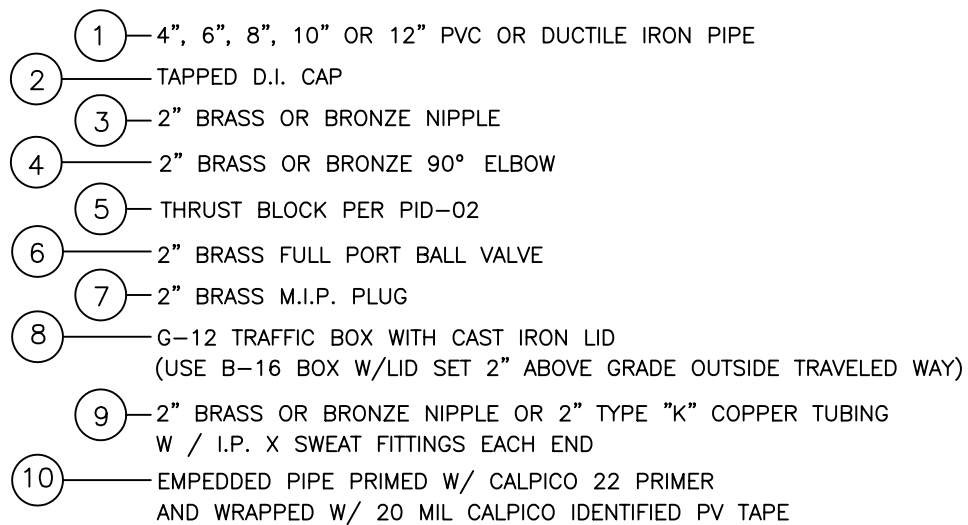 1 4", 6", 8", 10" OR 12" PVC OR DUCTILE IRON PIPE
2 TAPPED D.I. CAP
3 2" BRASS OR BRONZE NIPPLE
4 2" BRASS OR BRONZE 90° ELBOW
5 THRUST BLOCK PER PID-02
6 2" BRASS FULL PORT BALL VALVE
7 2" BRASS M.I.P. PLUG
8 G-12 TRAFFIC BOX WITH CAST IRON LID
(USE B-16 BOX W/LID SET 2" ABOVE GRADE OUTSIDE TRAVELED WAY)
9 2" BRASS OR BRONZE NIPPLE OR 2" TYPE "K" COPPER TUBING
W / I.P. X SWEAT FITTINGS EACH END
10 EMPEDDED PIPE PRIMED W/ CALPICO 22 PRIMER
AND WRAPPED W/ 20 MIL CALPICO IDENTIFIED PV TAPE